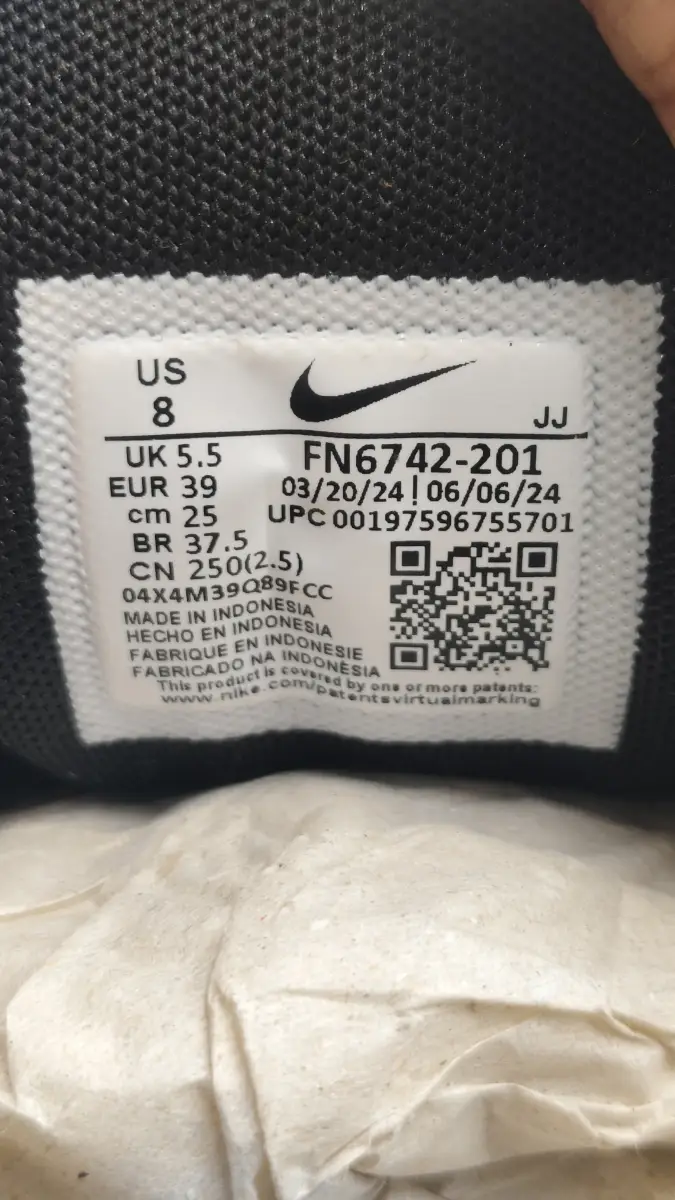 US
8
JJ
UK 5.5
EUR 39
cm 25
BR 37.5
CN 250(2.5)
FN6742-201
03/20/24 | 06/06/24
UPC 00197596755701
04X4M39Q89FCC
MADE IN INDONESIA
HECHO EN INDONESIA
FABRIQUE EN INDONESIE
FABRICADO NA INDONÈSIA
This product is covered by one or more patents:
www.nike.com/patentsvirtualmarking